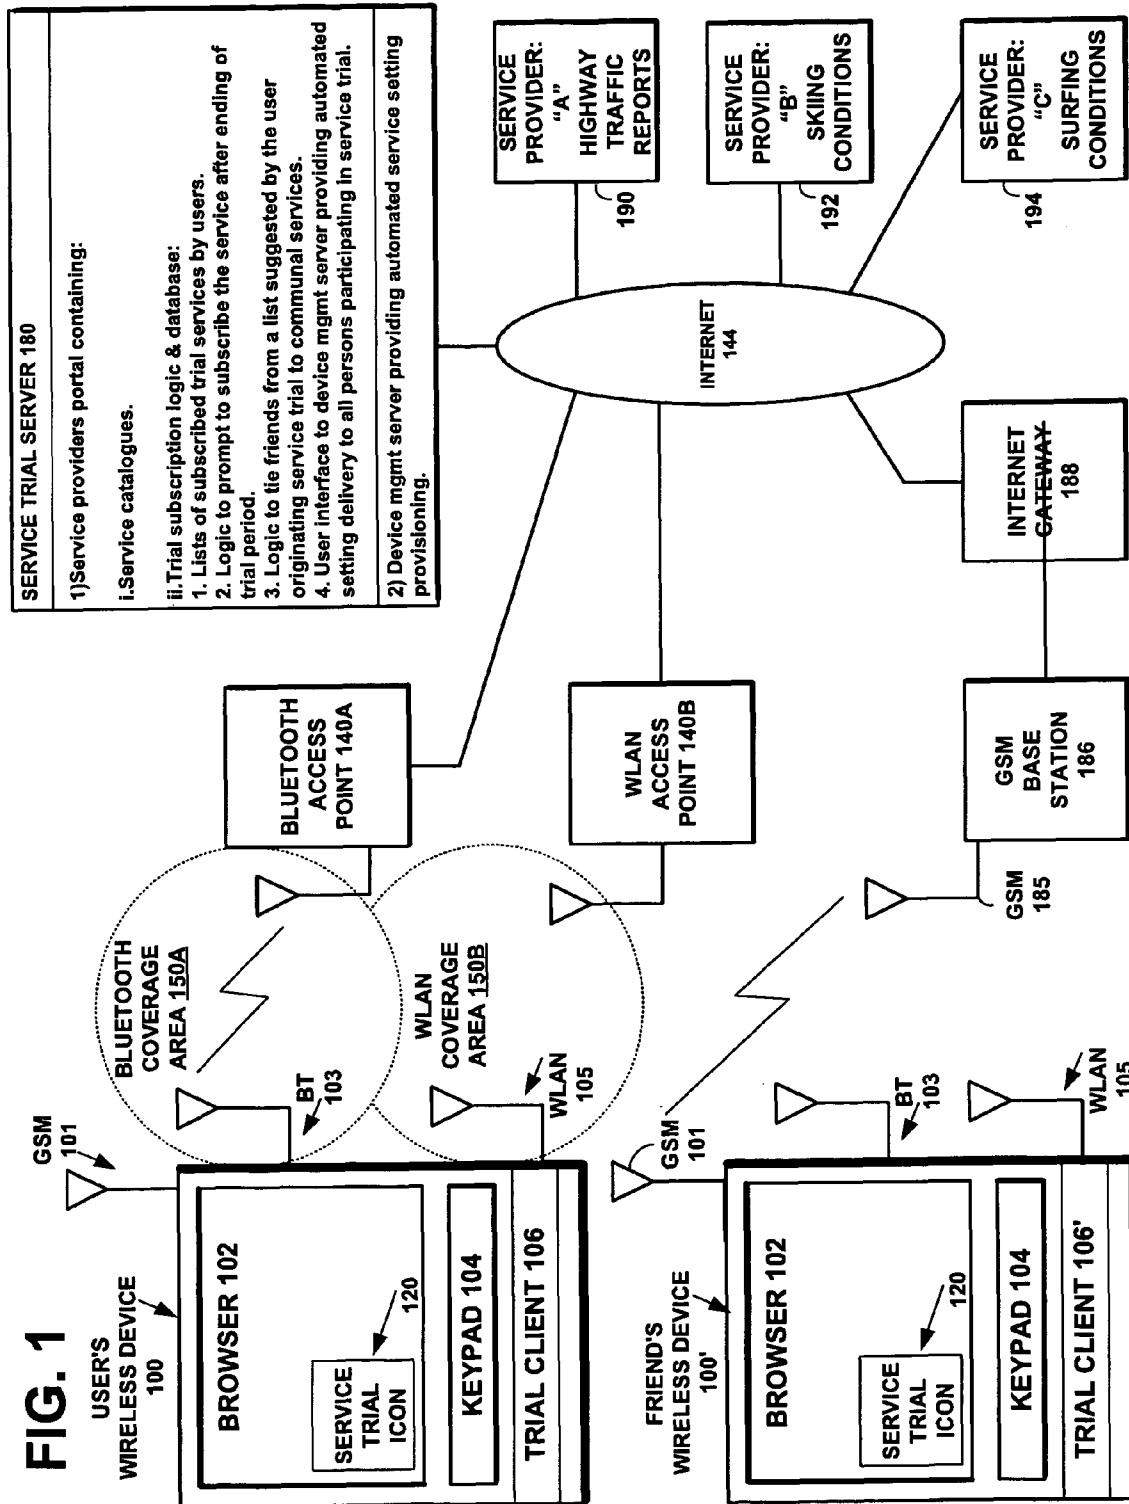 FIG. 1
USER'S
WIRELESS DEVICE
100
BROWSER 102
SERVICE
TRIAL
ICON
120
KEYPAD 104
TRIAL CLIENT 106
GSM
101
BT
103
WLAN
105
BLUETOOTH
COVERAGE
AREA 150A
WLAN
COVERAGE
AREA 150B
BLUETOOTH
ACCESS
POINT 140A
WLAN
ACCESS
POINT 140B
FRIEND'S
WIRELESS DEVICE
100'
BROWSER 102
SERVICE
TRIAL
ICON
120
KEYPAD 104
TRIAL CLIENT 106'
GSM
101
BT
103
WLAN
105
GSM
185
GSM
BASE
STATION
186
INTERNET
GATEWAY
188
INTERNET
144
SERVICE TRIAL SERVER 180
1)Service providers portal containing:
i.Service catalogues.
ii.Trial subscription logic & database:
1. Lists of subscribed trial services by users.
2. Logic to prompt to subscribe the service after ending of
trial period.
3. Logic to tie friends from a list suggested by the user
originating service trial to communal services.
4. User interface to device mgmt server providing automated
setting delivery to all persons participating in service trial.
2) Device mgmt server providing automated service setting
provisioning.
SERVICE
PROVIDER:
"A"
HIGHWAY
TRAFFIC
REPORTS
190
SERVICE
PROVIDER:
"B"
SKIING
CONDITIONS
192
SERVICE
PROVIDER:
"C"
SURFING
CONDITIONS
194